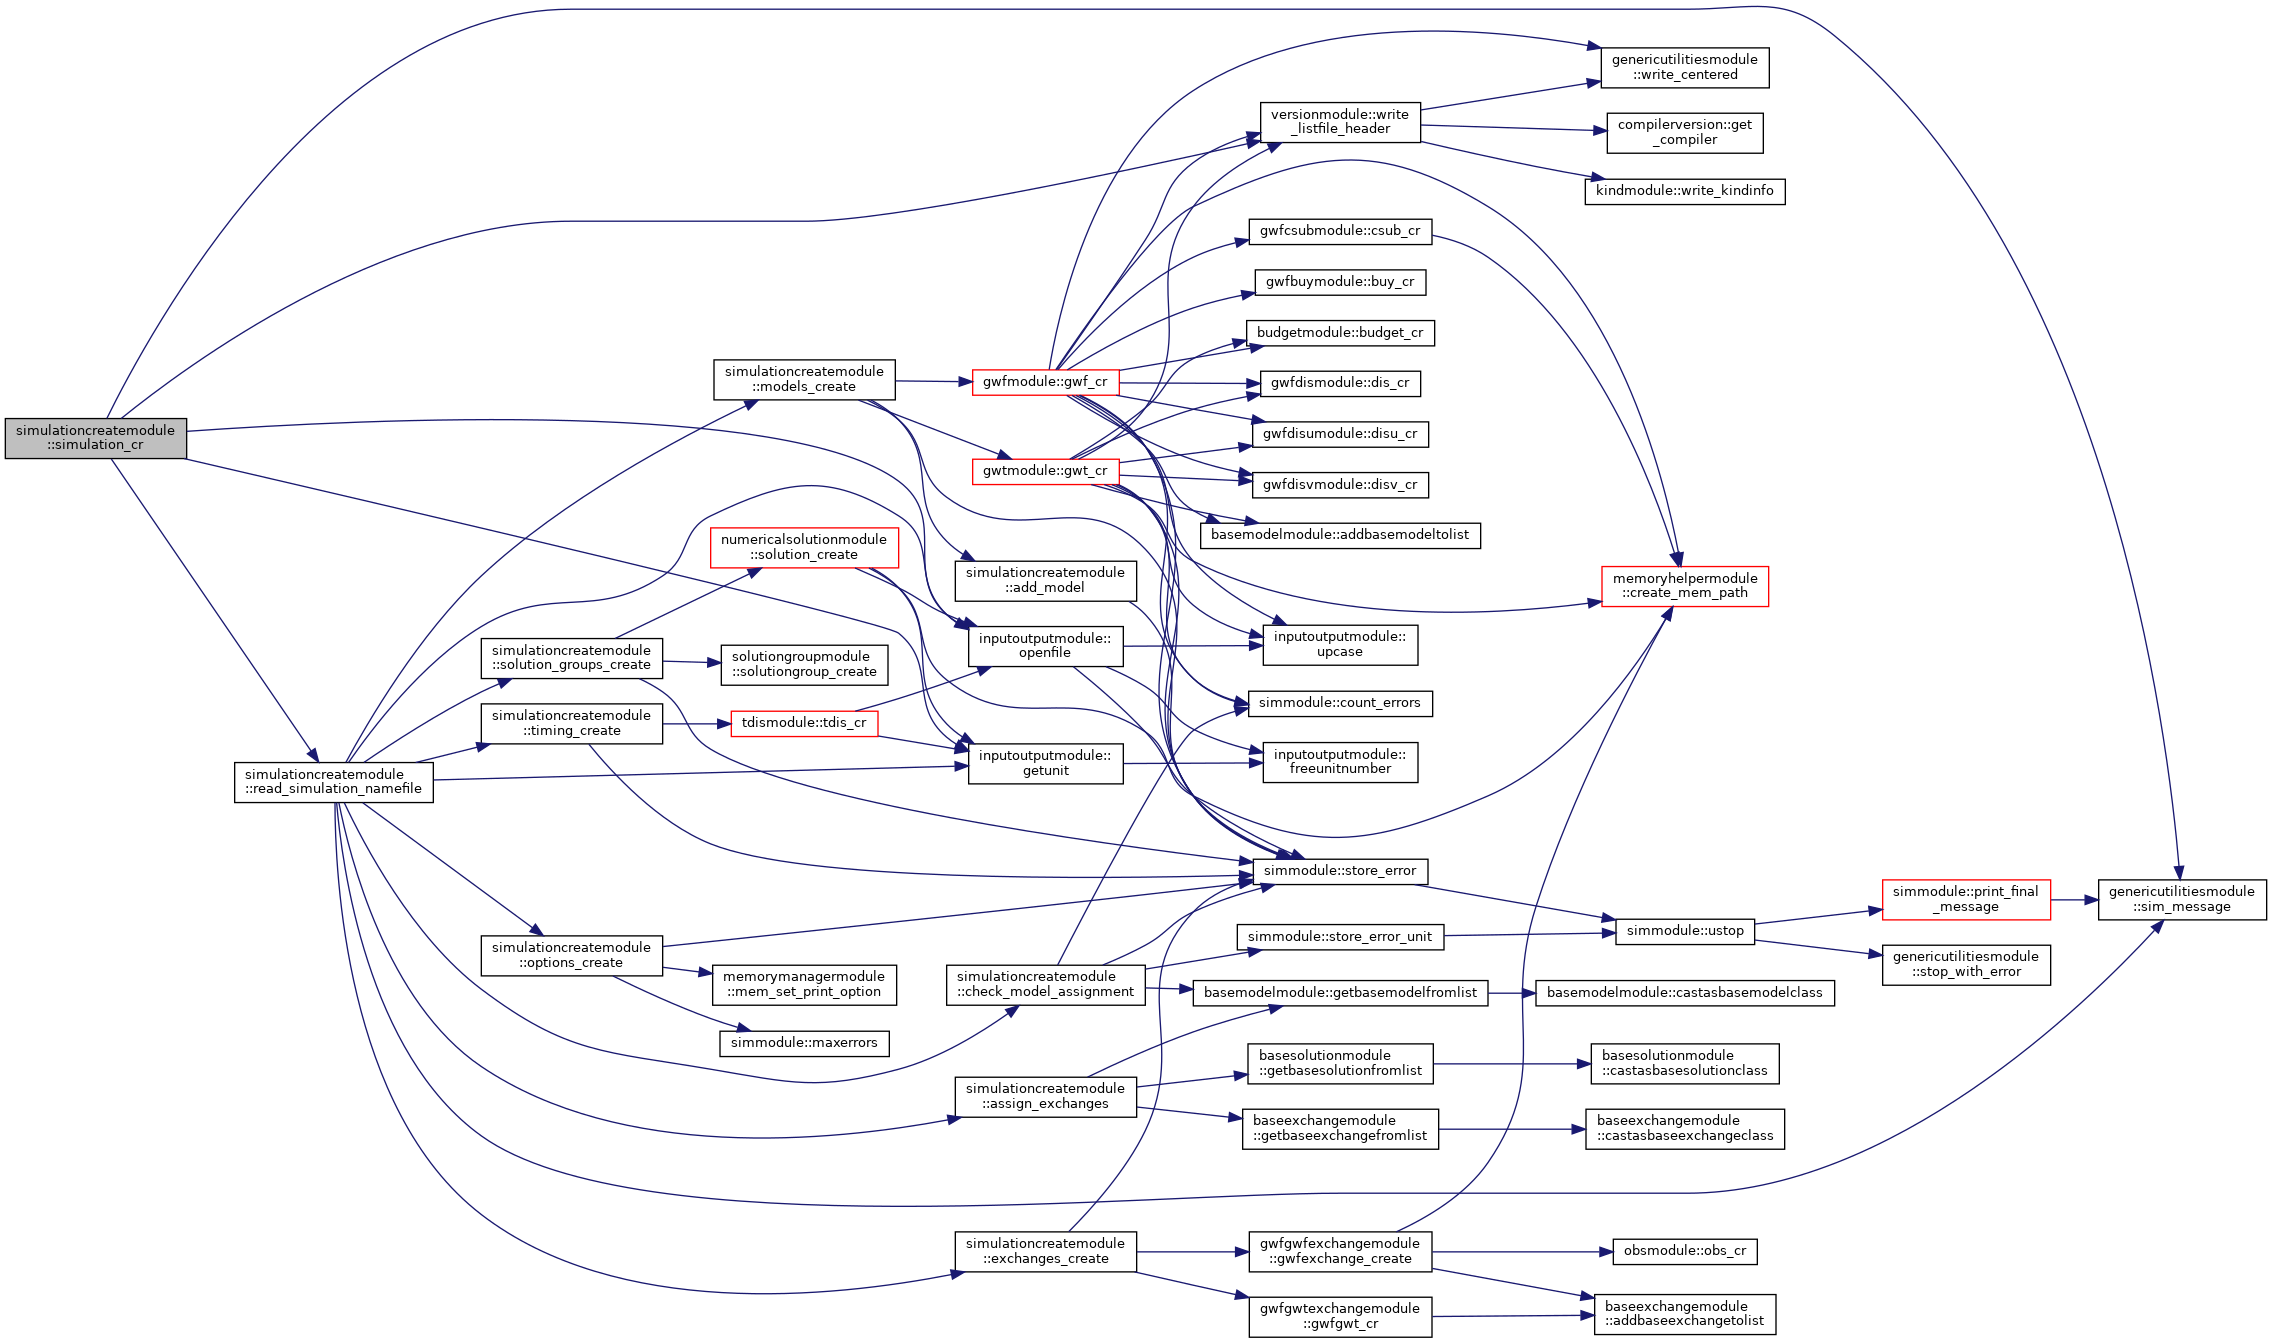 simulationcreatemodule
::simulation_cr
simulationcreatemodule
::read_simulation_namefile
simulationcreatemodule
::solution_groups_create
simulationcreatemodule
::timing_create
simulationcreatemodule
::options_create
simulationcreatemodule
::models_create
numericalsolutionmodule
::solution_create
solutiongroupmodule
::solutiongroup_create
tdismodule::tdis_cr
memorymanagermodule
::mem_set_print_option
simmodule::maxerrors
gwfmodule::gwf_cr
gwtmodule::gwt_cr
simulationcreatemodule
::add_model
inputoutputmodule::
openfile
inputoutputmodule::
getunit
simulationcreatemodule
::check_model_assignment
simulationcreatemodule
::assign_exchanges
simulationcreatemodule
::exchanges_create
versionmodule::write
_listfile_header
gwfcsubmodule::csub_cr
gwfbuymodule::buy_cr
budgetmodule::budget_cr
gwfdismodule::dis_cr
gwfdisumodule::disu_cr
gwfdisvmodule::disv_cr
basemodelmodule::addbasemodeltolist
inputoutputmodule::
upcase
simmodule::count_errors
inputoutputmodule::
freeunitnumber
simmodule::store_error
simmodule::store_error_unit
basemodelmodule::getbasemodelfromlist
basesolutionmodule
::getbasesolutionfromlist
baseexchangemodule
::getbaseexchangefromlist
gwfgwfexchangemodule
::gwfexchange_create
gwfgwtexchangemodule
::gwfgwt_cr
genericutilitiesmodule
::write_centered
compilerversion::get
_compiler
kindmodule::write_kindinfo
memoryhelpermodule
::create_mem_path
simmodule::ustop
basemodelmodule::castasbasemodelclass
basesolutionmodule
::castasbasesolutionclass
baseexchangemodule
::castasbaseexchangeclass
obsmodule::obs_cr
baseexchangemodule
::addbaseexchangetolist
simmodule::print_final
_message
genericutilitiesmodule
::stop_with_error
genericutilitiesmodule
::sim_message